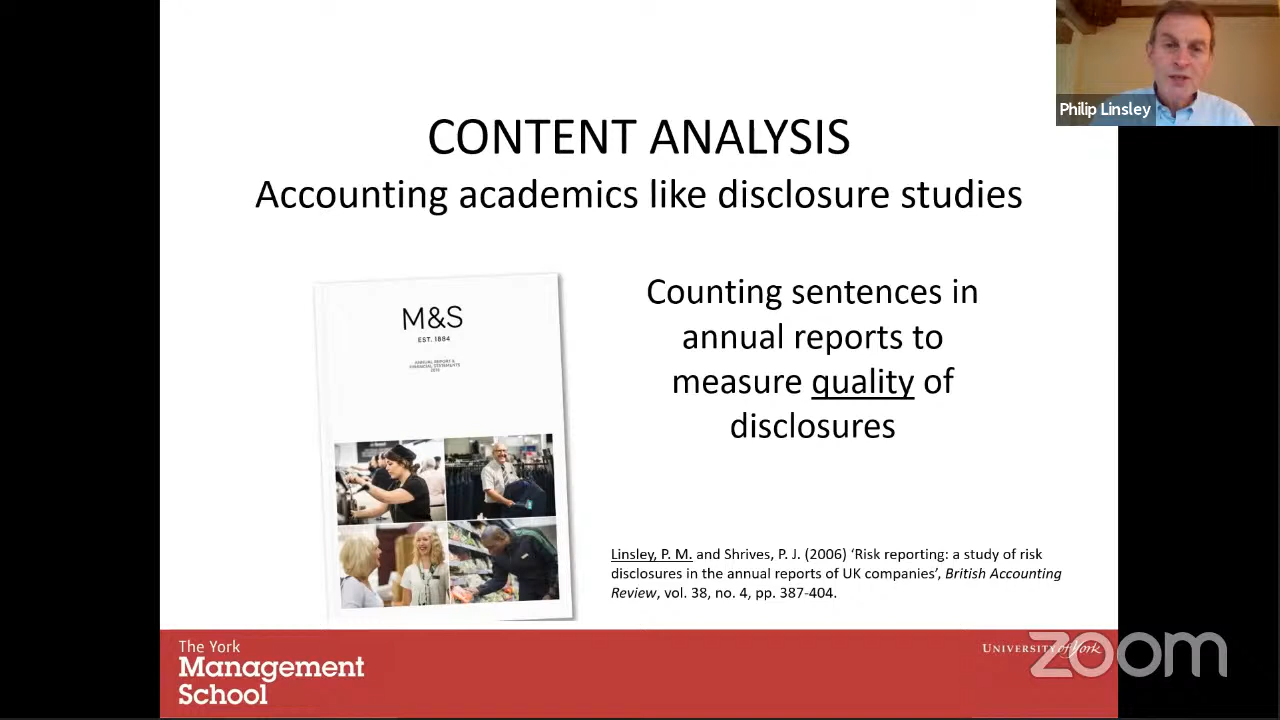 Philip Linsley
CONTENT ANALYSIS
Accounting academics like disclosure studies
M&S
EST. 1884
ANNUAL REPORT &
FINANCIAL STATEMENTS
Counting sentences in
annual reports to
measure quality of
disclosures
Linsley, P. M. and Shrives, P. J. (2006) ‘Risk reporting: a study of risk
disclosures in the annual reports of UK companies’, British Accounting
Review, vol. 38, no. 4, pp. 387-404.
The York
Management
School
UNIVERSITY of York
zoom